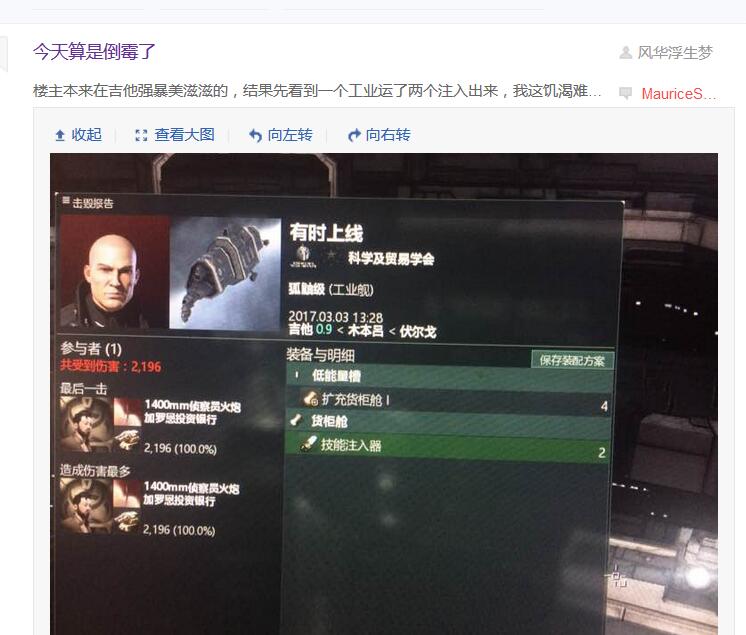 今天算是倒霉了
风华浮生梦
楼主本来在吉他强暴美滋滋的，结果先看到一个工业运了两个注入出来，我这饥渴难...
MauriceS...
收起
查看大图
向左转
向右转
击毁报告
有时上线
科学及贸易学会
狐鼬级 (工业舰)
2017.03.03 13:28
吉他 0.9 < 木本吕 < 伏尔戈
参与者 (1)
共受到伤害：2,196
最后一击
1400mm侦察员火炮
加罗恩投资银行
2,196 (100.0%)
造成伤害最多
1400mm侦察员火炮
加罗恩投资银行
2,196 (100.0%)
装备与明细
保存装配方案
低能量槽
扩充货柜舱 I
4
货柜舱
技能注入器
2